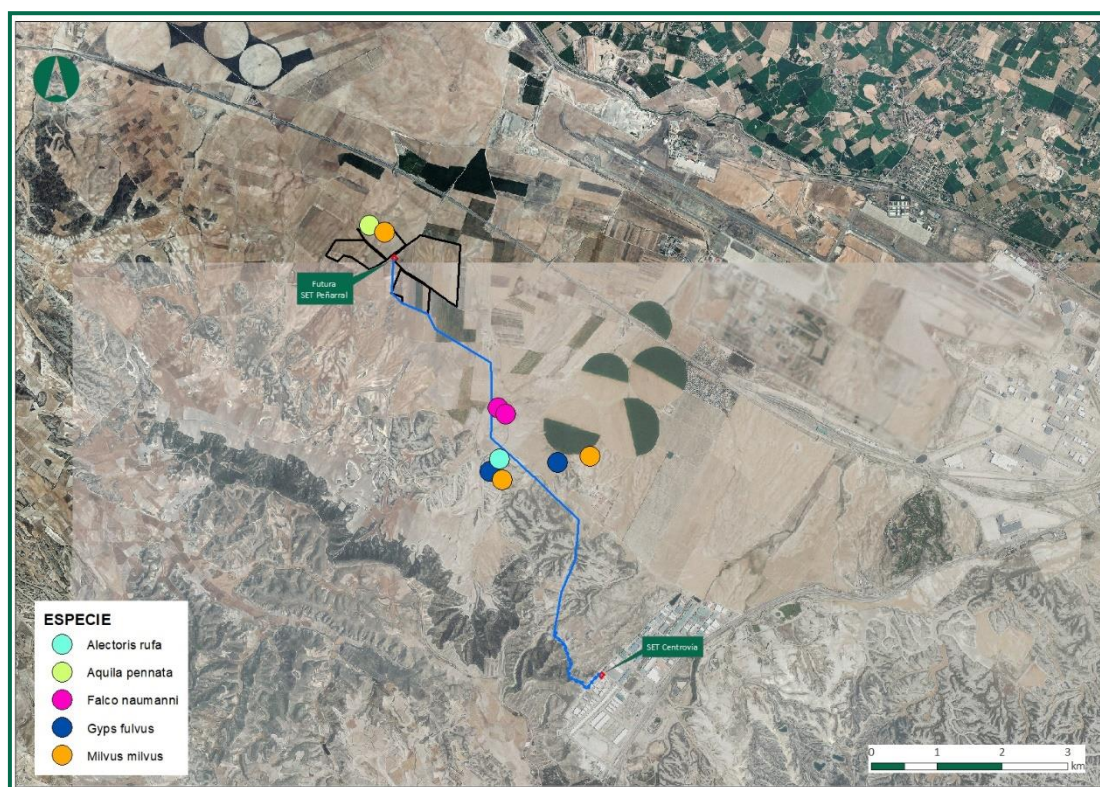 Futura
SET Peñarral
SET Centrovia
ESPECIE
Alectoris rufa
Aquila pennata
Falco naumanni
Gyps fulvus
Milvus milvus
0 1 2 3
km